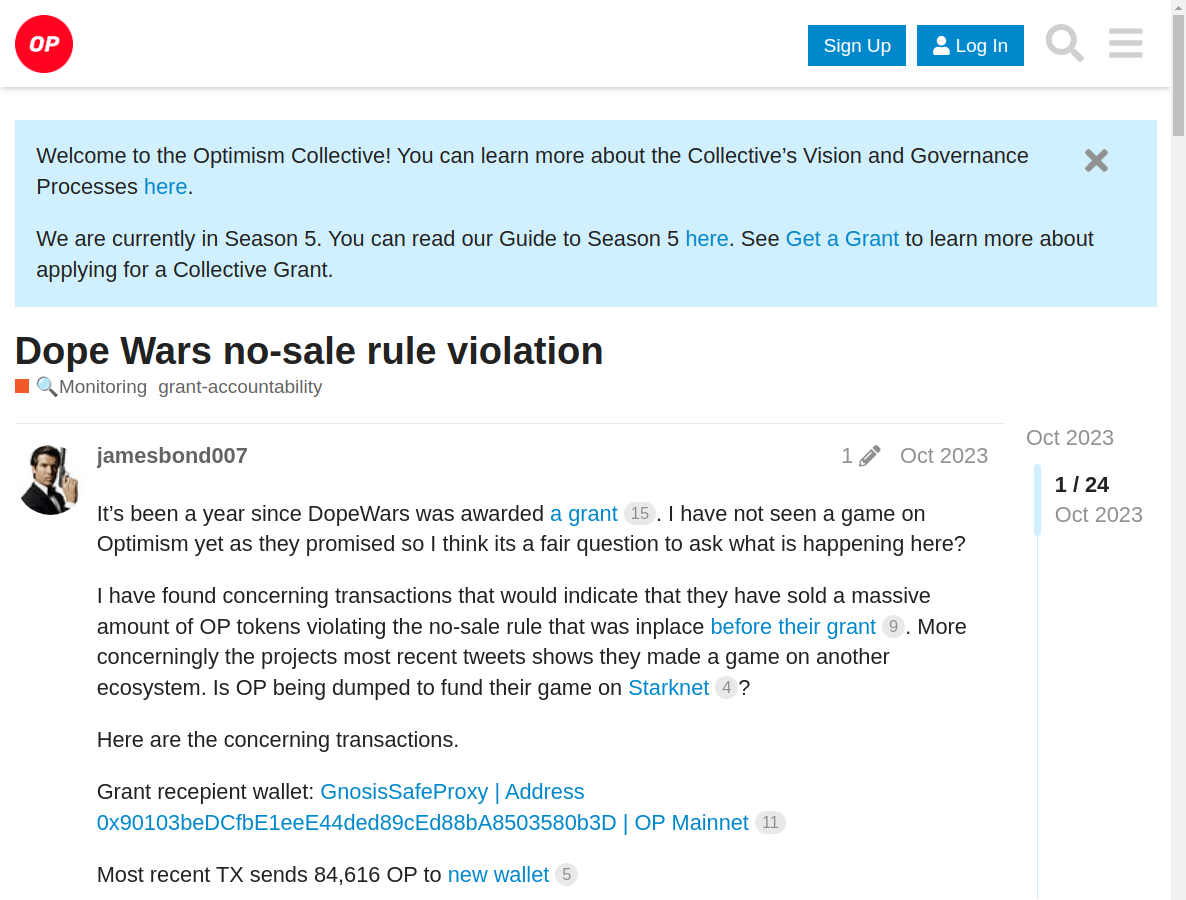 OP
Sign Up
Log In
Welcome to the Optimism Collective! You can learn more about the Collective’s Vision and Governance
Processes here.
We are currently in Season 5. You can read our Guide to Season 5 here. See Get a Grant to learn more about
applying for a Collective Grant.
Dope Wars no-sale rule violation
Monitoring grant-accountability
jamesbond007
1
Oct 2023
It’s been a year since DopeWars was awarded a grant 15. I have not seen a game on
Optimism yet as they promised so I think its a fair question to ask what is happening here?
I have found concerning transactions that would indicate that they have sold a massive
amount of OP tokens violating the no-sale rule that was inplace before their grant 9. More
concerningly the projects most recent tweets shows they made a game on another
ecosystem. Is OP being dumped to fund their game on Starknet 4?
Here are the concerning transactions.
Grant recepient wallet: GnosisSafeProxy | Address
0x90103beDCfbE1eeE44ded89cEd88bA8503580b3D | OP Mainnet 11
Most recent TX sends 84,616 OP to new wallet 5
Oct 2023
1 / 24
Oct 2023